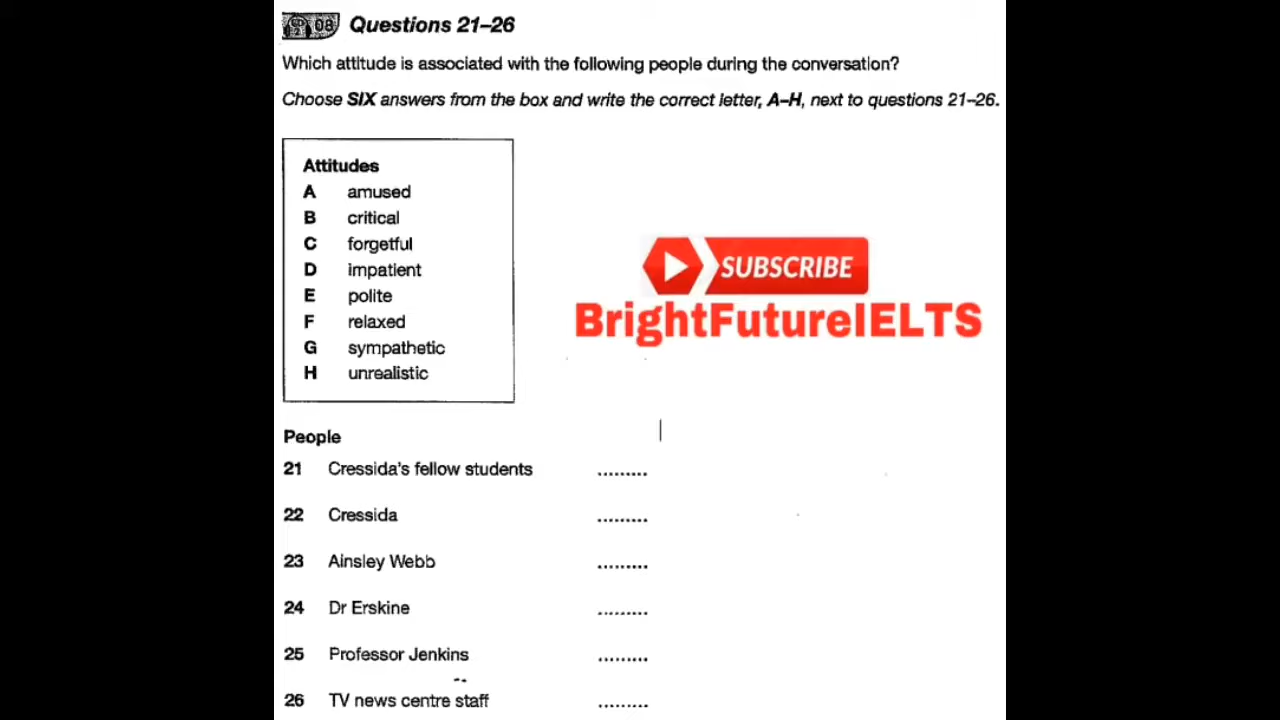 08 Questions 21–26
Which attitude is associated with the following people during the conversation?
Choose SIX answers from the box and write the correct letter, A–H, next to questions 21–26.
Attitudes
A amused
B critical
C forgetful
D impatient
E polite
F relaxed
G sympathetic
H unrealistic
SUBSCRIBE
BrightFutureIELTS
People
21 Cressida's fellow students .........
22 Cressida .........
23 Ainsley Webb .........
24 Dr Erskine .........
25 Professor Jenkins .........
26 TV news centre staff .........